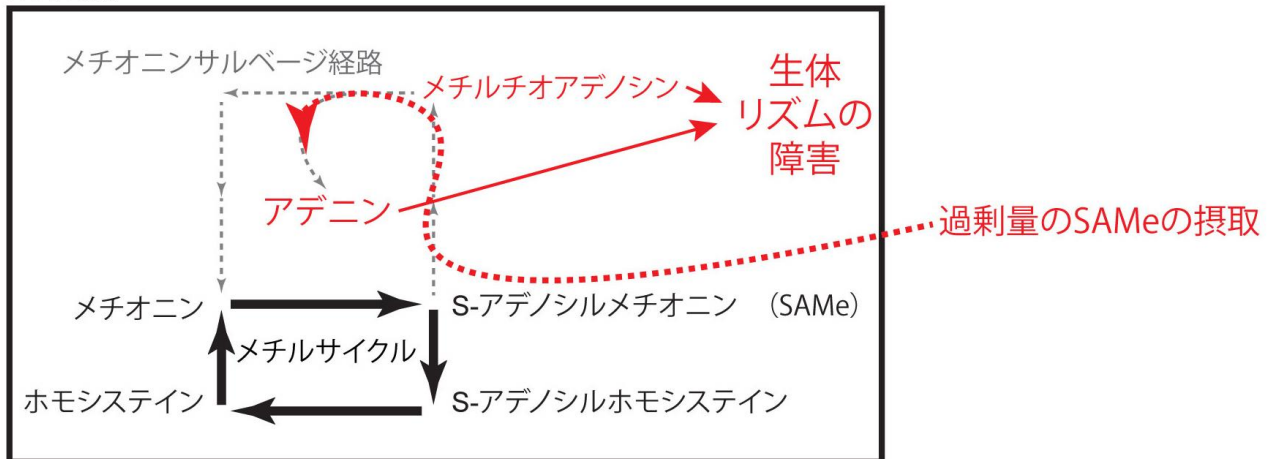 メチオニンサルベージ経路
メチルチオアデノシン
生体
リズムの
障害
アデニン
過剰量のSAMeの摂取
メチオニン
S-アデノシルメチオニン （SAMe）
メチルサイクル
ホモシステイン
S-アデノシルホモシステイン